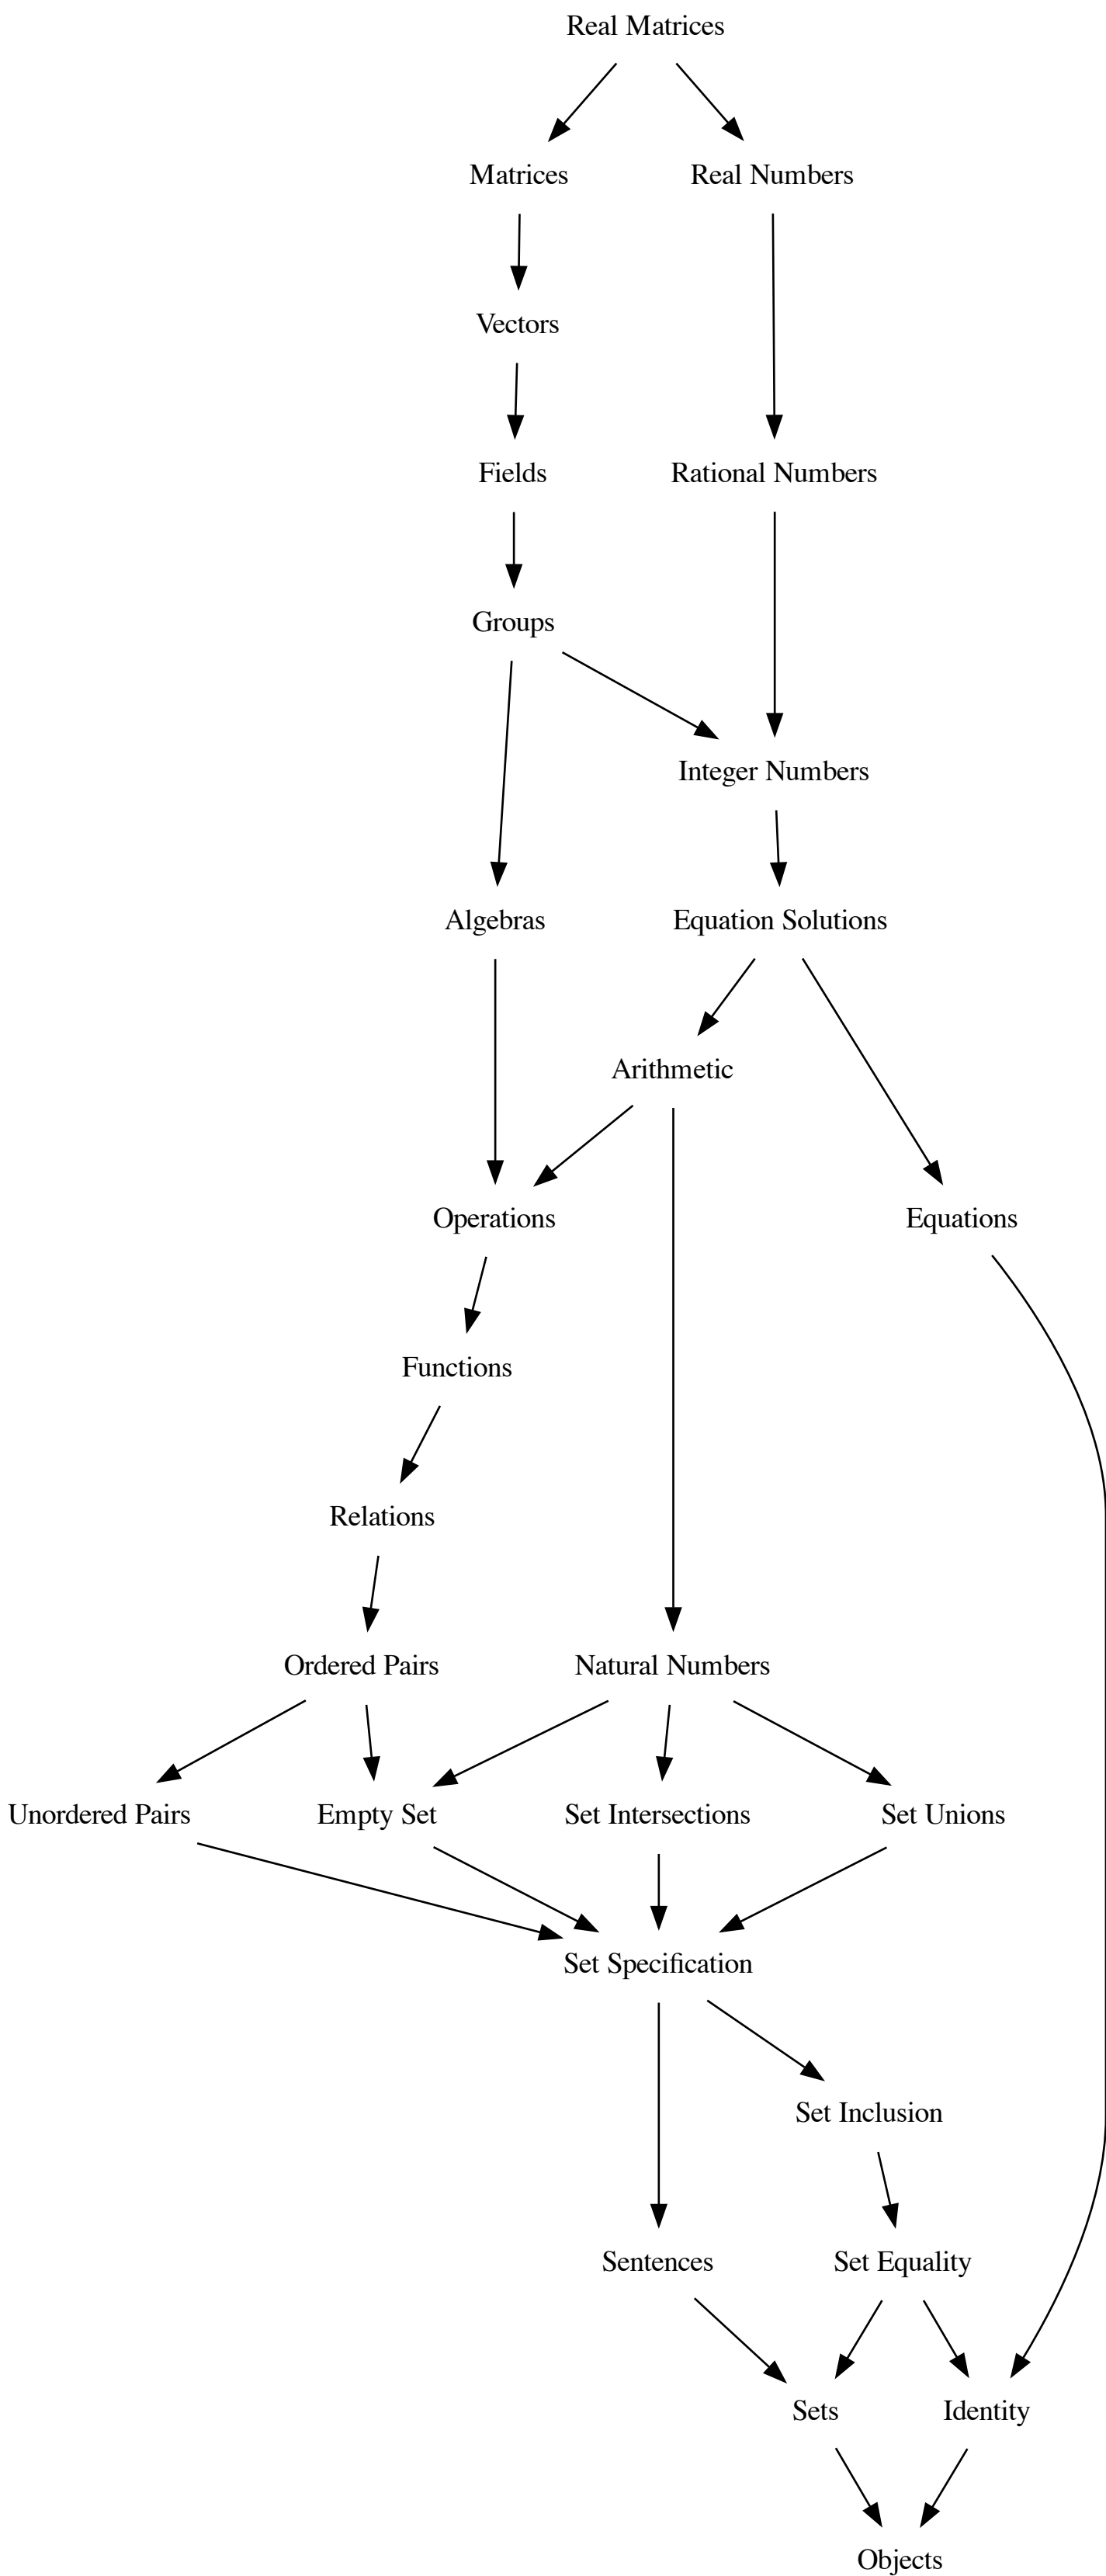 Real Matrices
Matrices
Real Numbers
Vectors
Fields
Rational Numbers
Groups
Integer Numbers
Algebras
Equation Solutions
Arithmetic
Operations
Equations
Functions
Relations
Ordered Pairs
Natural Numbers
Unordered Pairs
Empty Set
Set Intersections
Set Unions
Set Specification
Set Inclusion
Sentences
Set Equality
Sets
Identity
Objects